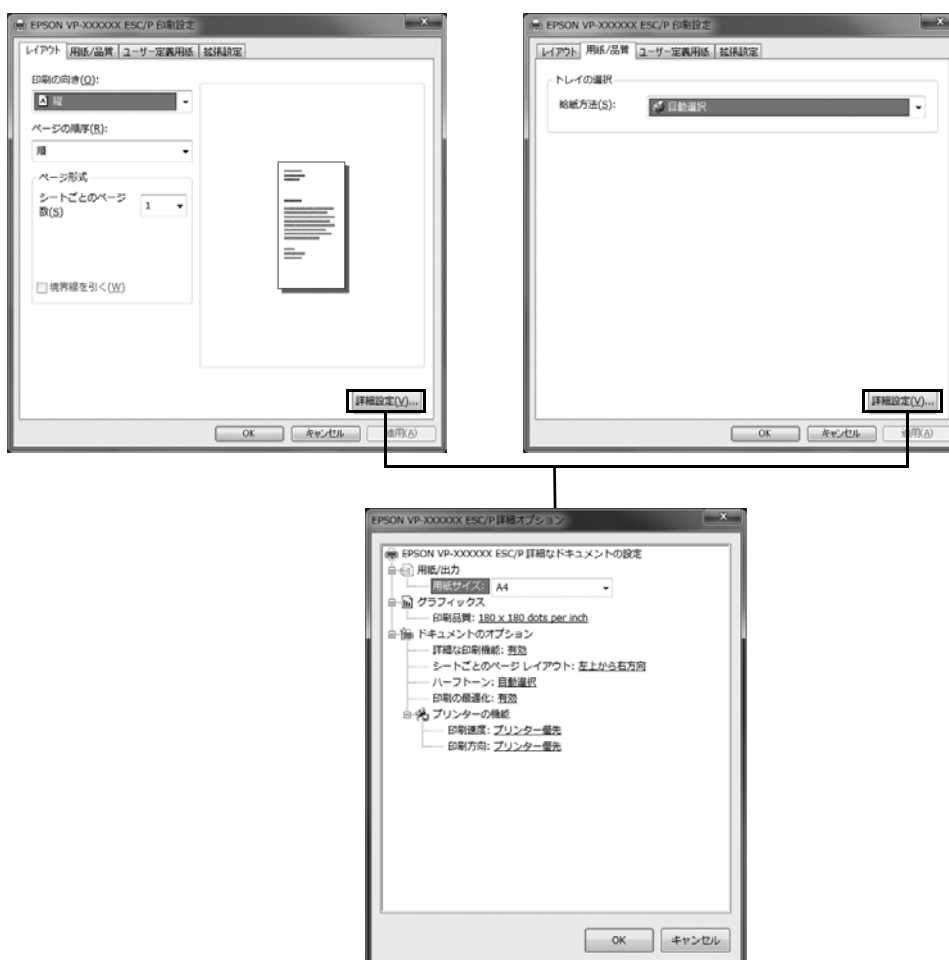 EPSON VP-XXXXXX ESC/P 印刷設定
レイアウト 用紙/品質 ユーザー定義用紙 拡張設定
印刷の向き(O):
縦
ページの順序(R):
順
ページ形式
シートごとのページ
数(S)
1
境界線を引く(W)
詳細設定(V)...
OK キャンセル 適用(A)
EPSON VP-XXXXXX ESC/P 印刷設定
レイアウト 用紙/品質 ユーザー定義用紙 拡張設定
トレイの選択
給紙方法(S): 自動選択
詳細設定(V)...
OK キャンセル 適用(A)
EPSON VP-XXXXXX ESC/P 詳細オプション
EPSON VP-XXXXXX ESC/P 詳細なドキュメントの設定
用紙/出力
用紙サイズ: A4
グラフィックス
印刷品質: 180 x 180 dots per inch
ドキュメントのオプション
詳細な印刷機能: 有効
シートごとのページ レイアウト: 左上から右方向
ハーフトーン: 自動選択
印刷の最適化: 有効
プリンターの機能
印刷速度: プリンター優先
印刷方向: プリンター優先
OK キャンセル